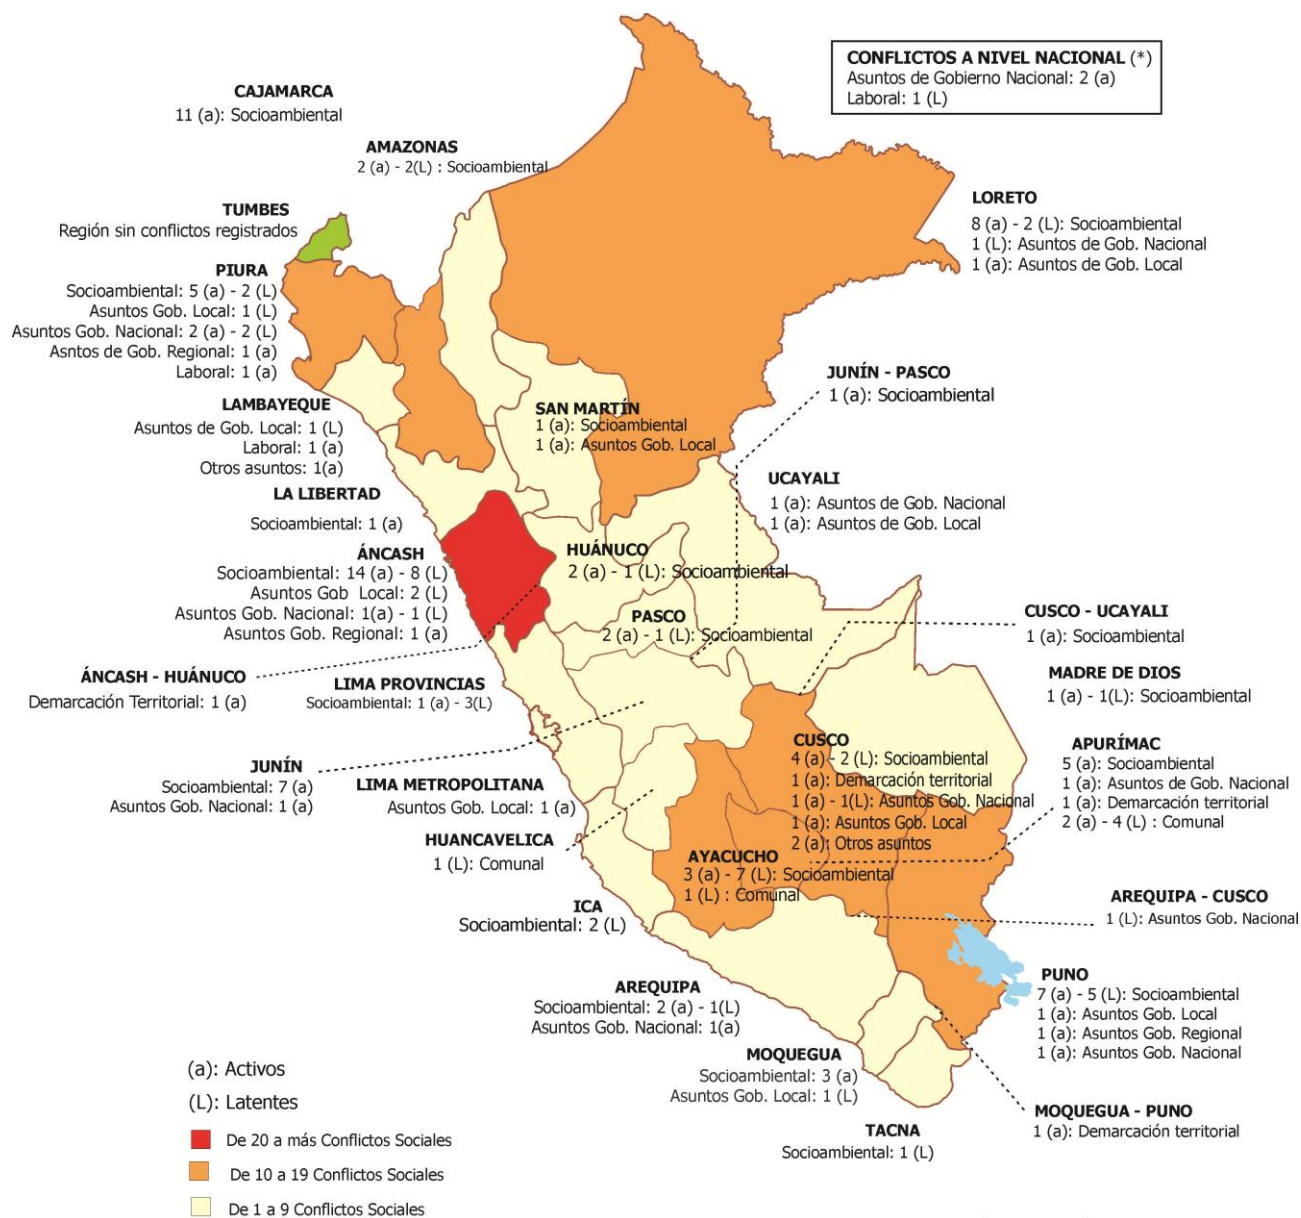 CONFLICTOS A NIVEL NACIONAL (*)
Asuntos de Gobierno Nacional: 2 (a)
Laboral: 1 (L)
CAJAMARCA
11 (a): Socioambiental
AMAZONAS
2 (a) - 2(L) : Socioambiental
TUMBES
Región sin conflictos registrados
LORETO
8 (a) - 2 (L): Socioambiental
1 (L): Asuntos de Gob. Nacional
1 (a): Asuntos de Gob. Local
PIURA
Socioambiental: 5 (a) - 2 (L)
Asuntos Gob. Local: 1 (L)
Asuntos Gob. Nacional: 2 (a) - 2 (L)
Asntos de Gob. Regional: 1 (a)
Laboral: 1 (a)
JUNÍN - PASCO
1 (a): Socioambiental
LAMBAYEQUE
Asuntos de Gob. Local: 1 (L)
Laboral: 1 (a)
Otros asuntos: 1(a)
SAN MARTÍN
1 (a): Socioambiental
1 (a): Asuntos Gob. Local
UCAYALI
1 (a): Asuntos de Gob. Nacional
1 (a): Asuntos de Gob. Local
LA LIBERTAD
Socioambiental: 1 (a)
ÁNCASH
Socioambiental: 14 (a) - 8 (L)
Asuntos Gob Local: 2 (L)
Asuntos Gob. Nacional: 1(a) - 1 (L)
Asuntos Gob. Regional: 1 (a)
HUÁNUCO
2 (a) - 1 (L): Socioambiental
PASCO
2 (a) - 1 (L): Socioambiental
CUSCO - UCAYALI
1 (a): Socioambiental
ÁNCASH - HUÁNUCO
Demarcación Territorial: 1 (a)
LIMA PROVINCIAS
Socioambiental: 1 (a) - 3(L)
MADRE DE DIOS
1 (a) - 1(L): Socioambiental
CUSCO
4 (a) - 2 (L): Socioambiental
1 (a): Demarcación territorial
1 (a) - 1(L): Asuntos Gob. Nacional
1 (a): Asuntos Gob. Local
2 (a): Otros asuntos
APURÍMAC
5 (a): Socioambiental
1 (a): Asuntos de Gob. Nacional
1 (a): Demarcación territorial
2 (a) - 4 (L) : Comunal
JUNÍN
Socioambiental: 7 (a)
Asuntos Gob. Nacional: 1 (a)
LIMA METROPOLITANA
Asuntos Gob. Local: 1 (a)
HUANCAVELICA
1 (L): Comunal
AYACUCHO
3 (a) - 7 (L): Socioambiental
1 (L) : Comunal
AREQUIPA - CUSCO
1 (L): Asuntos Gob. Nacional
ICA
Socioambiental: 2 (L)
AREQUIPA
Socioambiental: 2 (a) - 1(L)
Asuntos Gob. Nacional: 1(a)
PUNO
7 (a) - 5 (L): Socioambiental
1 (a): Asuntos Gob. Local
1 (a): Asuntos Gob. Regional
1 (a): Asuntos Gob. Nacional
MOQUEGUA
Socioambiental: 3 (a)
Asuntos Gob. Local: 1 (L)
MOQUEGUA - PUNO
1 (a): Demarcación territorial
TACNA
Socioambiental: 1 (L)
(a): Activos
(L): Latentes
De 20 a más Conflictos Sociales
De 10 a 19 Conflictos Sociales
De 1 a 9 Conflictos Sociales